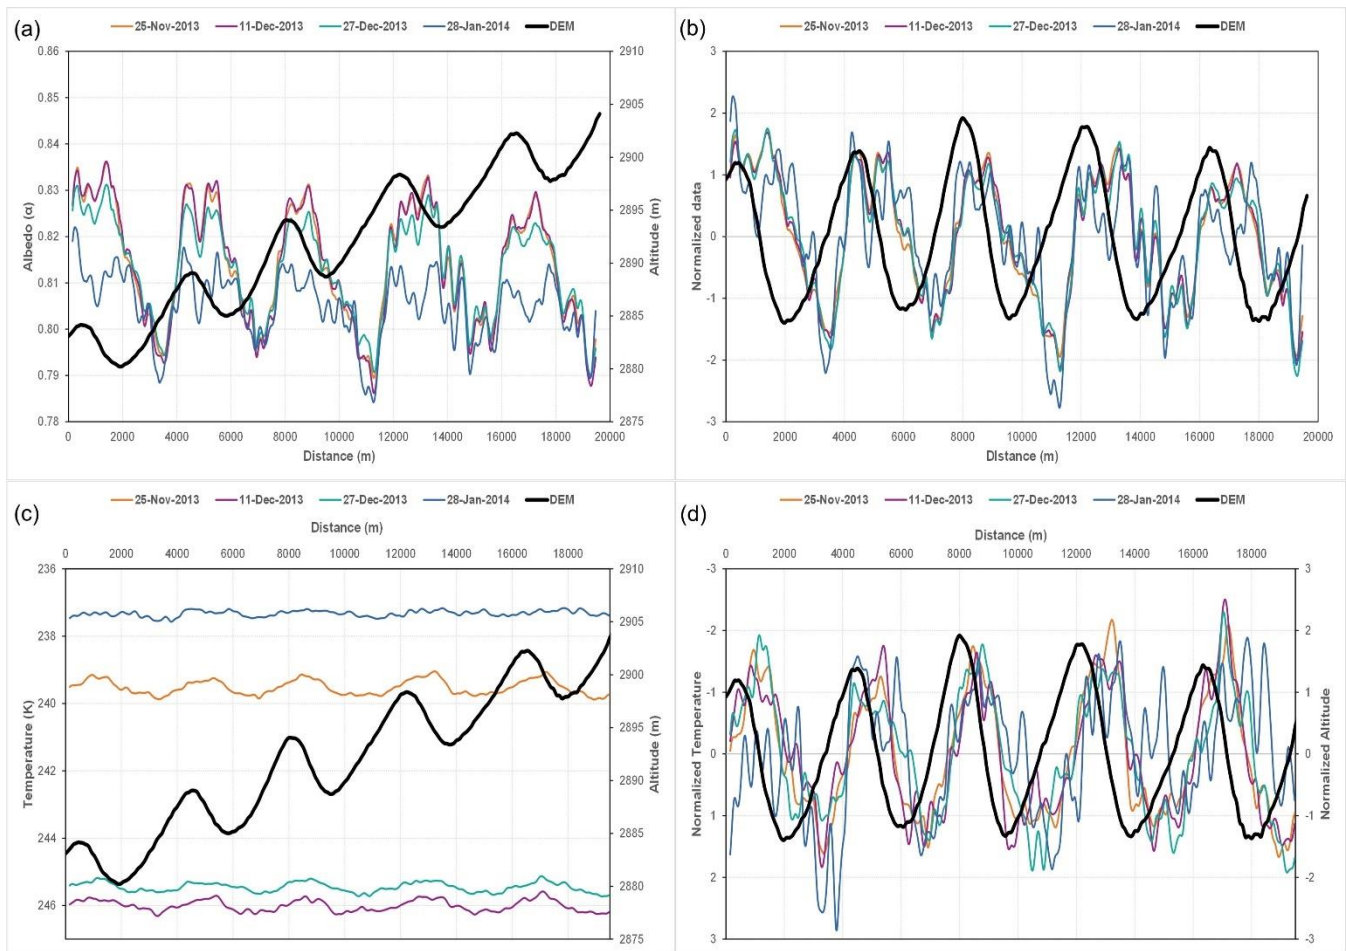 (a)
25-Nov-2013 11-Dec-2013 27-Dec-2013 28-Jan-2014 DEM
0.86 2910
0.85 2905
0.84 2900
0.83 2895
0.82 2890
0.81 2885
0.80 2880
0.79 2875
0.78
Albedo (α)
Altitude (m)
0 2000 4000 6000 8000 10000 12000 14000 16000 18000 20000
Distance (m)
(b)
25-Nov-2013 11-Dec-2013 27-Dec-2013 28-Jan-2014 DEM
3
2
1
0
-1
-2
-3
Normalized data
0 2000 4000 6000 8000 10000 12000 14000 16000 18000 20000
Distance (m)
(c)
25-Nov-2013 11-Dec-2013 27-Dec-2013 28-Jan-2014 DEM
Distance (m)
0 2000 4000 6000 8000 10000 12000 14000 16000 18000
236 2910
238 2905
240 2900
242 2895
244 2890
246 2885
2880
2875
Temperature (K)
Altitude (m)
(d)
25-Nov-2013 11-Dec-2013 27-Dec-2013 28-Jan-2014 DEM
Distance (m)
0 2000 4000 6000 8000 10000 12000 14000 16000 18000
-3 3
-2 2
-1 1
0 0
1 -1
2 -2
3 -3
Normalized Temperature
Normalized Altitude